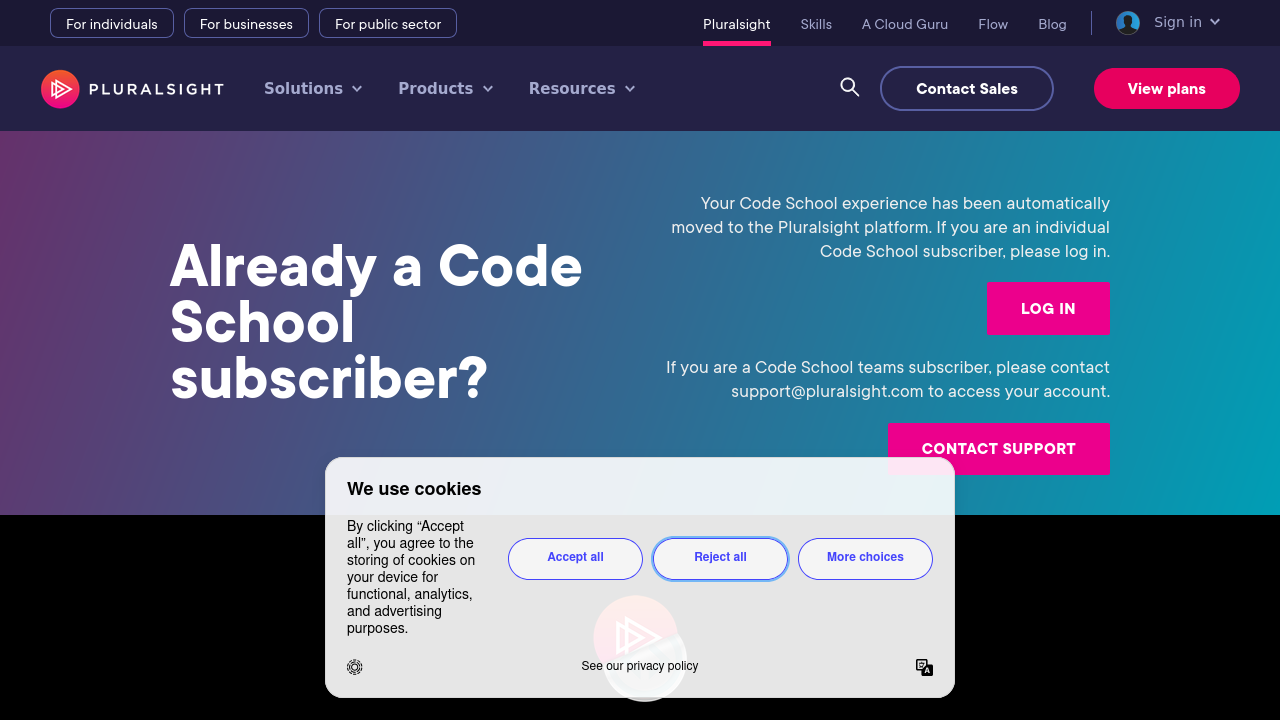 For individuals
For businesses
For public sector
Pluralsight
Skills
A Cloud Guru
Flow
Blog
Sign in
PLURALSIGHT
Solutions
Products
Resources
Contact Sales
View plans
Already a Code
School
subscriber?
Your Code School experience has been automatically
moved to the Pluralsight platform. If you are an individual
Code School subscriber, please log in.
LOG IN
If you are a Code School teams subscriber, please contact
support@pluralsight.com to access your account.
CONTACT SUPPORT
We use cookies
By clicking “Accept
all”, you agree to the
storing of cookies on
your device for
functional, analytics,
and advertising
purposes.
Accept all
Reject all
More choices
See our privacy policy